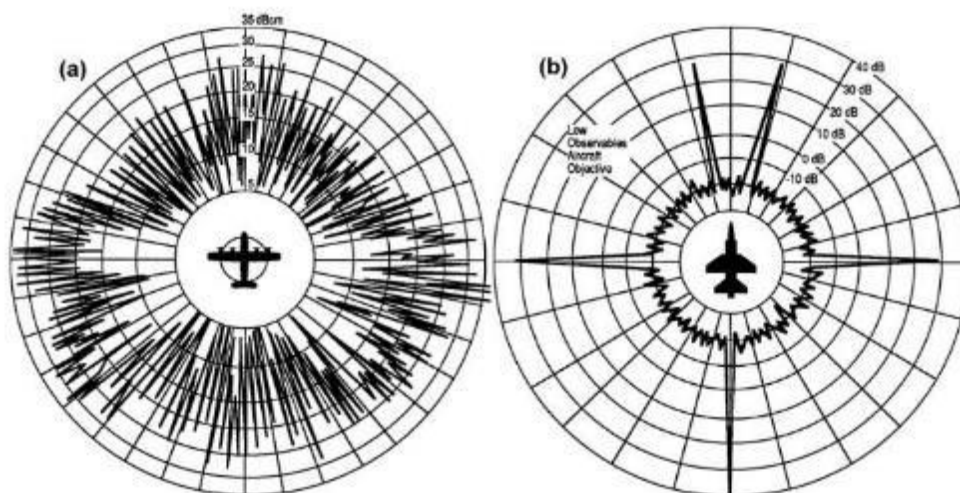 (a)
35 dBsm
30
25
20
15
10
5
(b)
40 dB
30 dB
20 dB
10 dB
0 dB
-10 dB
Low
Observables
Aircraft
Objective